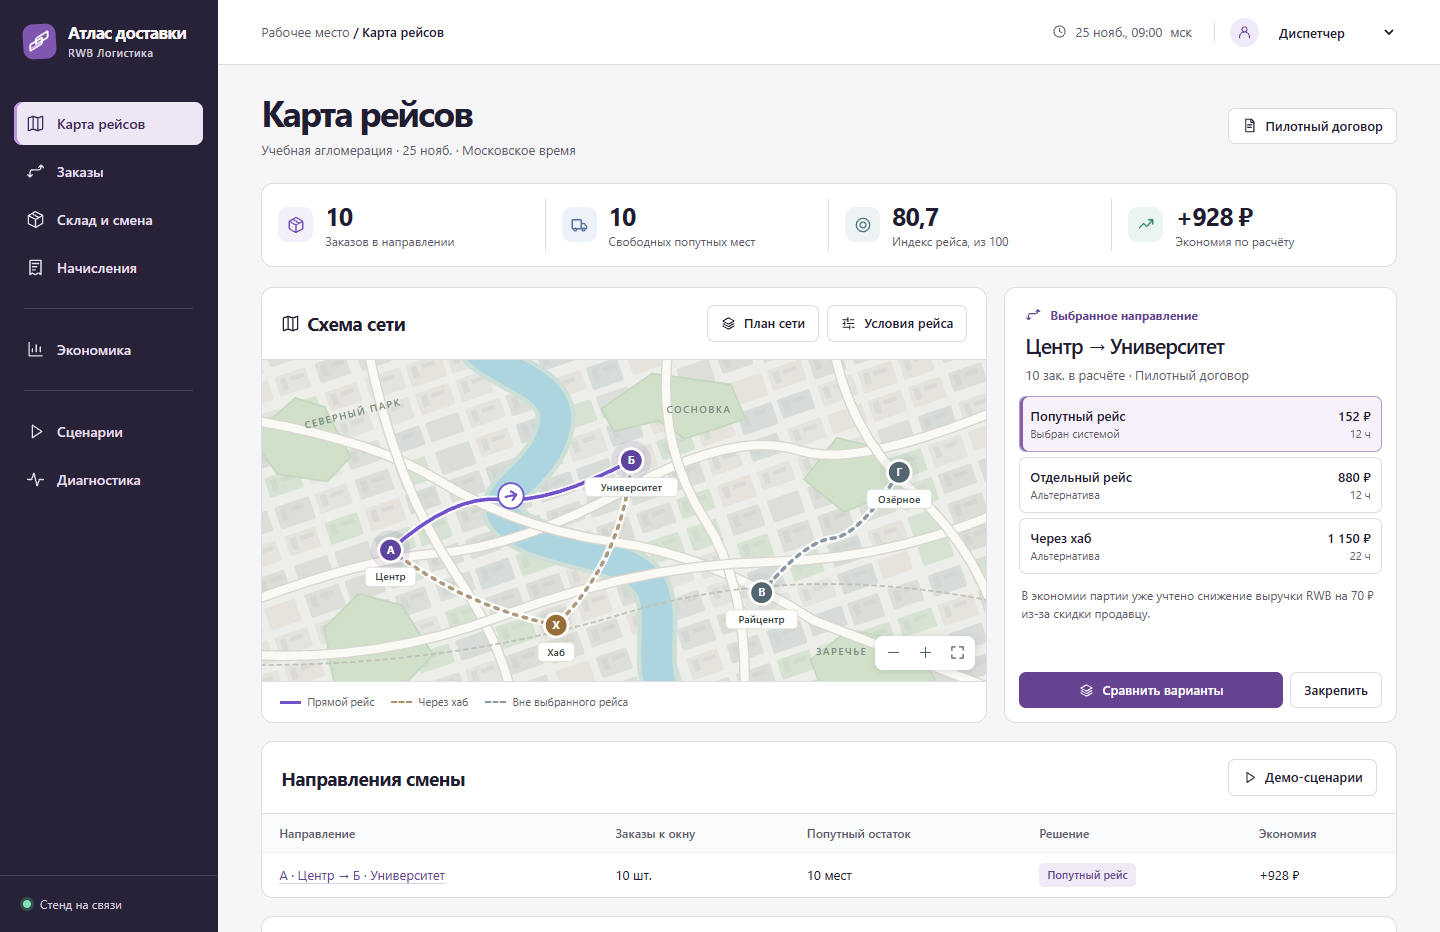 Атлас доставки
RWB Логистика
Карта рейсов
Заказы
Склад и смена
Начисления
Экономика
Сценарии
Диагностика
Стенд на связи
Рабочее место / Карта рейсов
25 нояб., 09:00 мск
Диспетчер
Карта рейсов
Учебная агломерация · 25 нояб. · Московское время
Пилотный договор
10
Заказов в направлении
10
Свободных попутных мест
80,7
Индекс рейса, из 100
+928 ₽
Экономия по расчёту
Схема сети
План сети
Условия рейса
СЕВЕРНЫЙ ПАРК
СОСНОВКА
Б
Университет
Г
Озёрное
А
Центр
В
Райцентр
Х
Хаб
ЗАРЕЧЬЕ
Прямой рейс
Через хаб
Вне выбранного рейса
Выбранное направление
Центр → Университет
10 зак. в расчёте · Пилотный договор
Попутный рейс 152 ₽
Выбран системой 12 ч
Отдельный рейс 880 ₽
Альтернатива 12 ч
Через хаб 1 150 ₽
Альтернатива 22 ч
В экономии партии уже учтено снижение выручки RWB на 70 ₽
из-за скидки продавцу.
Сравнить варианты
Закрепить
Направления смены
Демо-сценарии
Направление Заказы к окну Попутный остаток Решение Экономия
А · Центр → Б · Университет 10 шт. 10 мест Попутный рейс +928 ₽